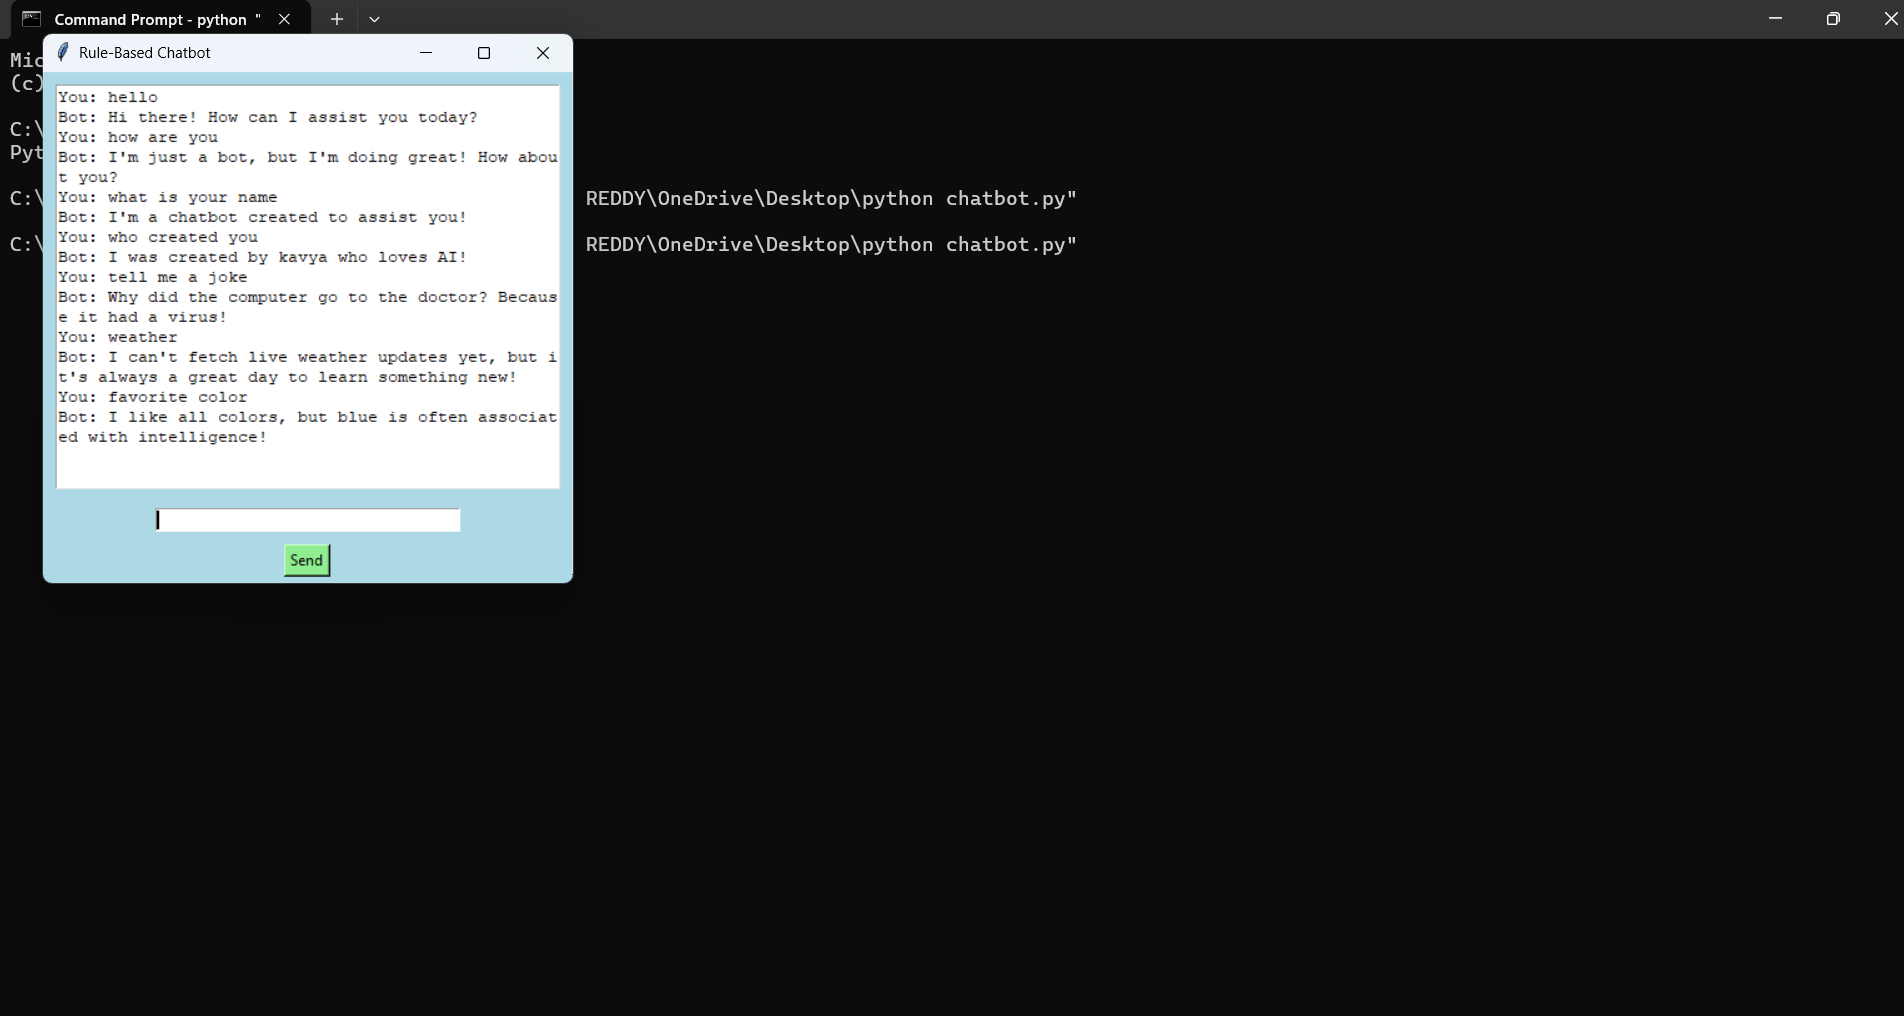 Command Prompt - python "
Rule-Based Chatbot
Mic
(c)
C:\
Pyt
C:\ REDDY\OneDrive\Desktop\python chatbot.py"
C:\ REDDY\OneDrive\Desktop\python chatbot.py"
You: hello
Bot: Hi there! How can I assist you today?
You: how are you
Bot: I'm just a bot, but I'm doing great! How abou
t you?
You: what is your name
Bot: I'm a chatbot created to assist you!
You: who created you
Bot: I was created by kavya who loves AI!
You: tell me a joke
Bot: Why did the computer go to the doctor? Becaus
e it had a virus!
You: weather
Bot: I can't fetch live weather updates yet, but i
t's always a great day to learn something new!
You: favorite color
Bot: I like all colors, but blue is often associat
ed with intelligence!
Send